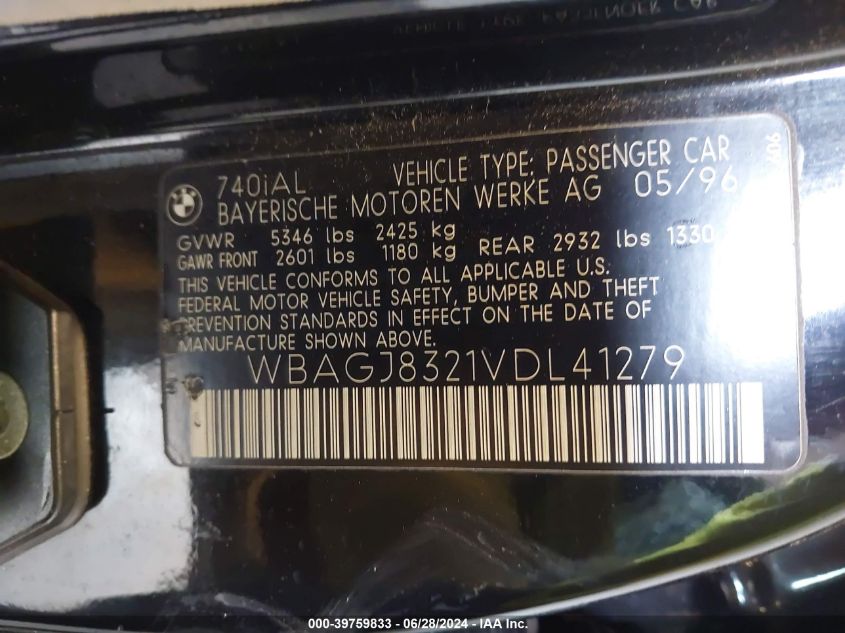 740iAL VEHICLE TYPE: PASSENGER CAR
BAYERISCHE MOTOREN WERKE AG 05/96
GVWR 5346 lbs 2425 kg
GAWR FRONT 2601 lbs 1180 kg REAR 2932 lbs 1330
THIS VEHICLE CONFORMS TO ALL APPLICABLE U.S.
FEDERAL MOTOR VEHICLE SAFETY, BUMPER AND THEFT
PREVENTION STANDARDS IN EFFECT ON THE DATE OF
MANUFACTURE SHOWN ABOVE.
WBAGJ8321VDL41279
000-39759833 - 06/28/2024 - IAA Inc.